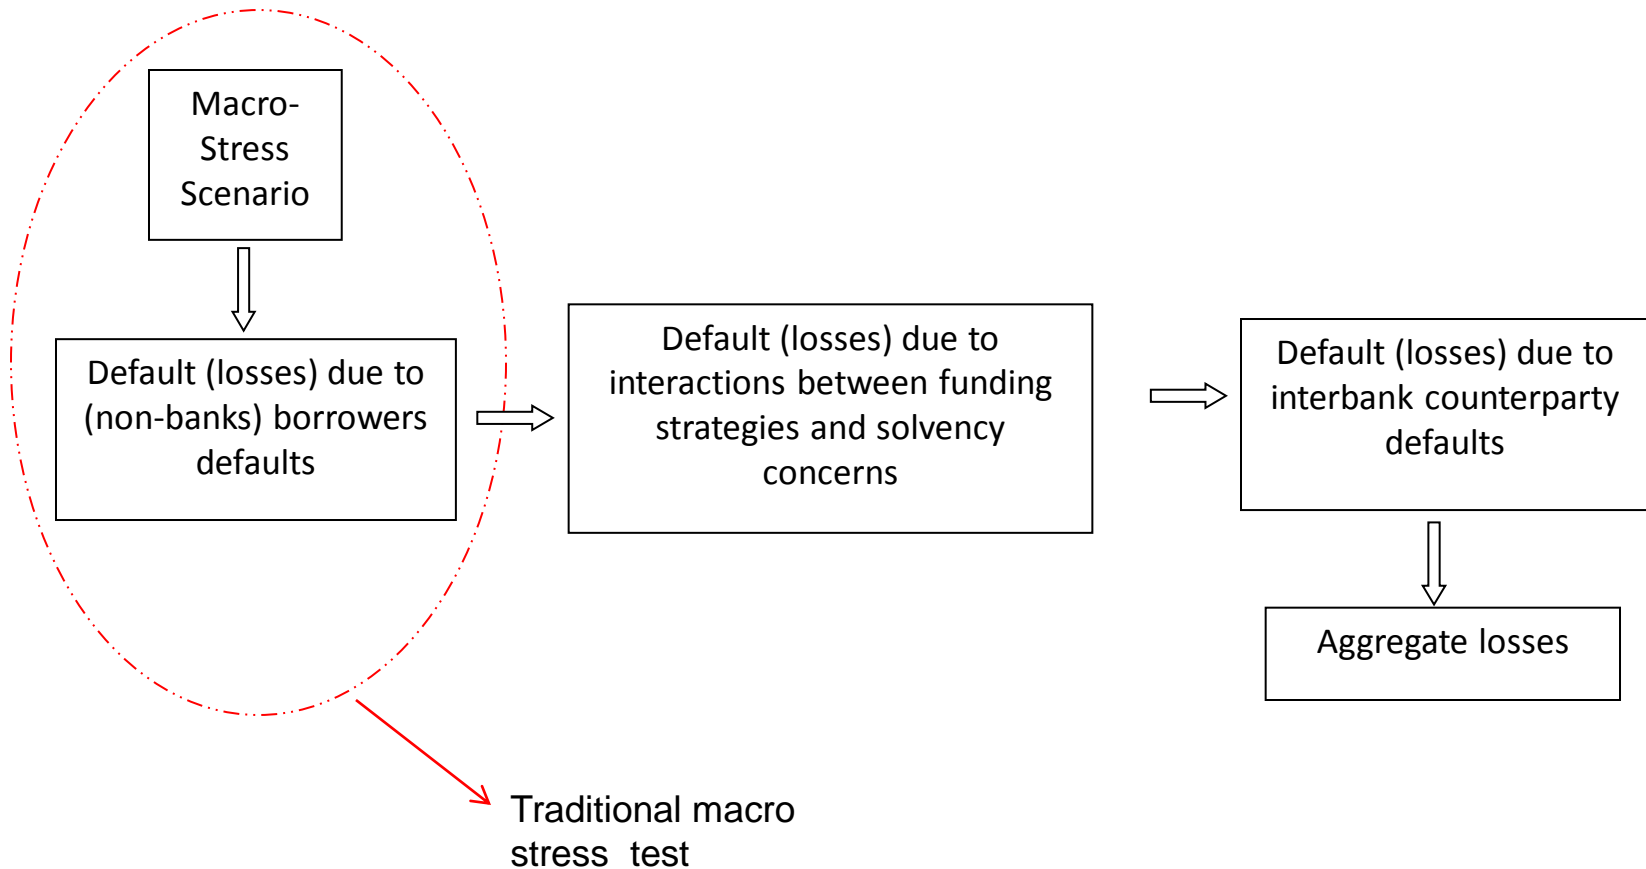 Macro-
Stress
Scenario
Default (losses) due to
(non-banks) borrowers
defaults
Default (losses) due to
interactions between funding
strategies and solvency
concerns
Default (losses) due to
interbank counterparty
defaults
Aggregate losses
Traditional macro
stress test